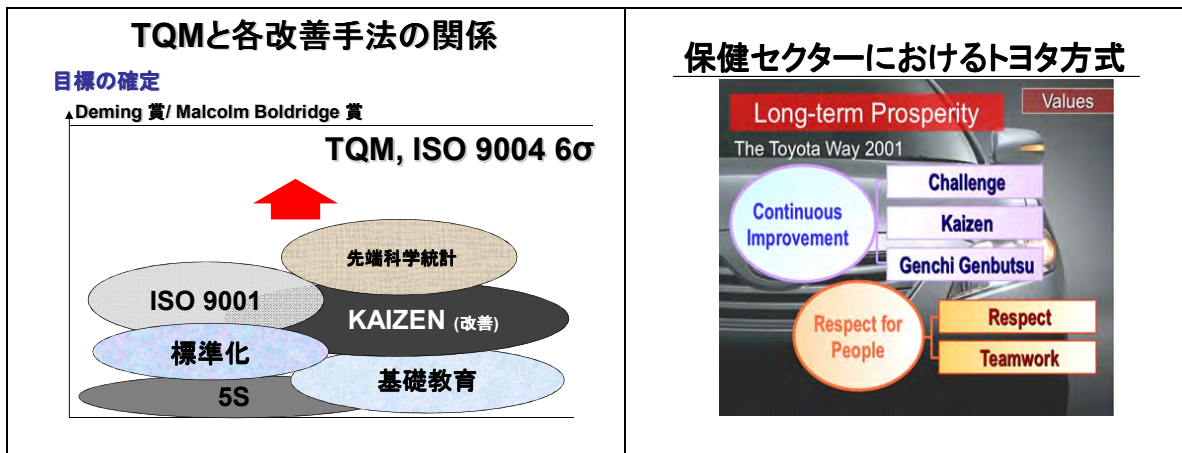 TQMと各改善手法の関係
目標の確定
Deming 賞/ Malcolm Boldridge 賞
TQM, ISO 9004 6σ
先端科学統計
ISO 9001
KAIZEN (改善)
標準化
基礎教育
5S
保健セクターにおけるトヨタ方式
Values
Long-term Prosperity
The Toyota Way 2001
Challenge
Continuous
Improvement
Kaizen
Genchi Genbutsu
Respect for
People
Respect
Teamwork